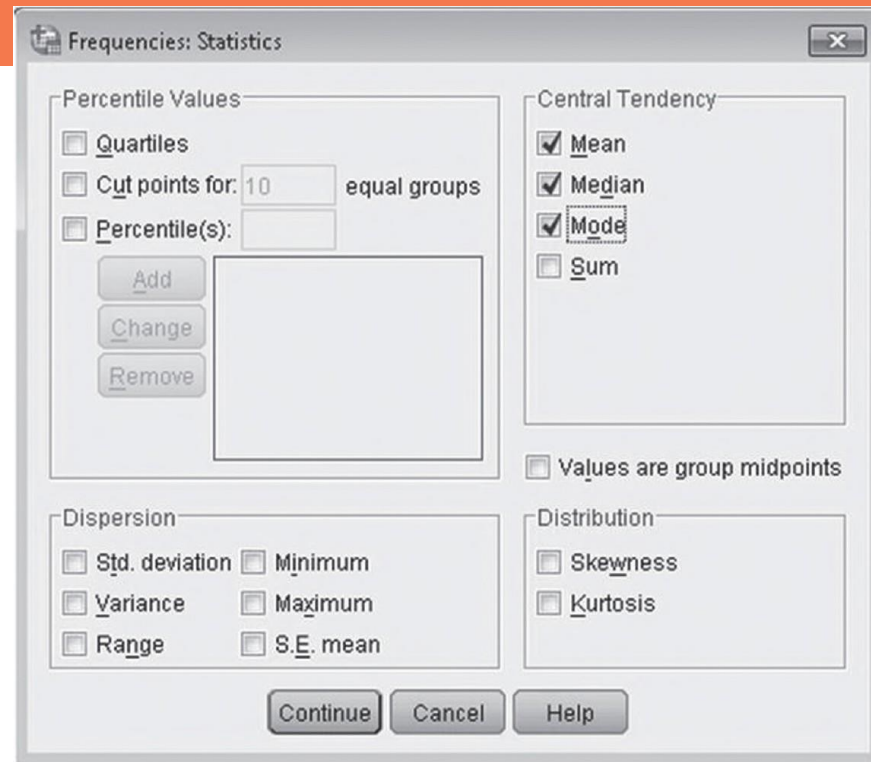 Frequencies: Statistics
Percentile Values
Quartiles
Cut points for: 10 equal groups
Percentile(s):
Add
Change
Remove
Central Tendency
Mean
Median
Mode
Sum
Values are group midpoints
Dispersion
Std. deviation Minimum
Variance Maximum
Range S.E. mean
Distribution
Skewness
Kurtosis
Continue Cancel Help